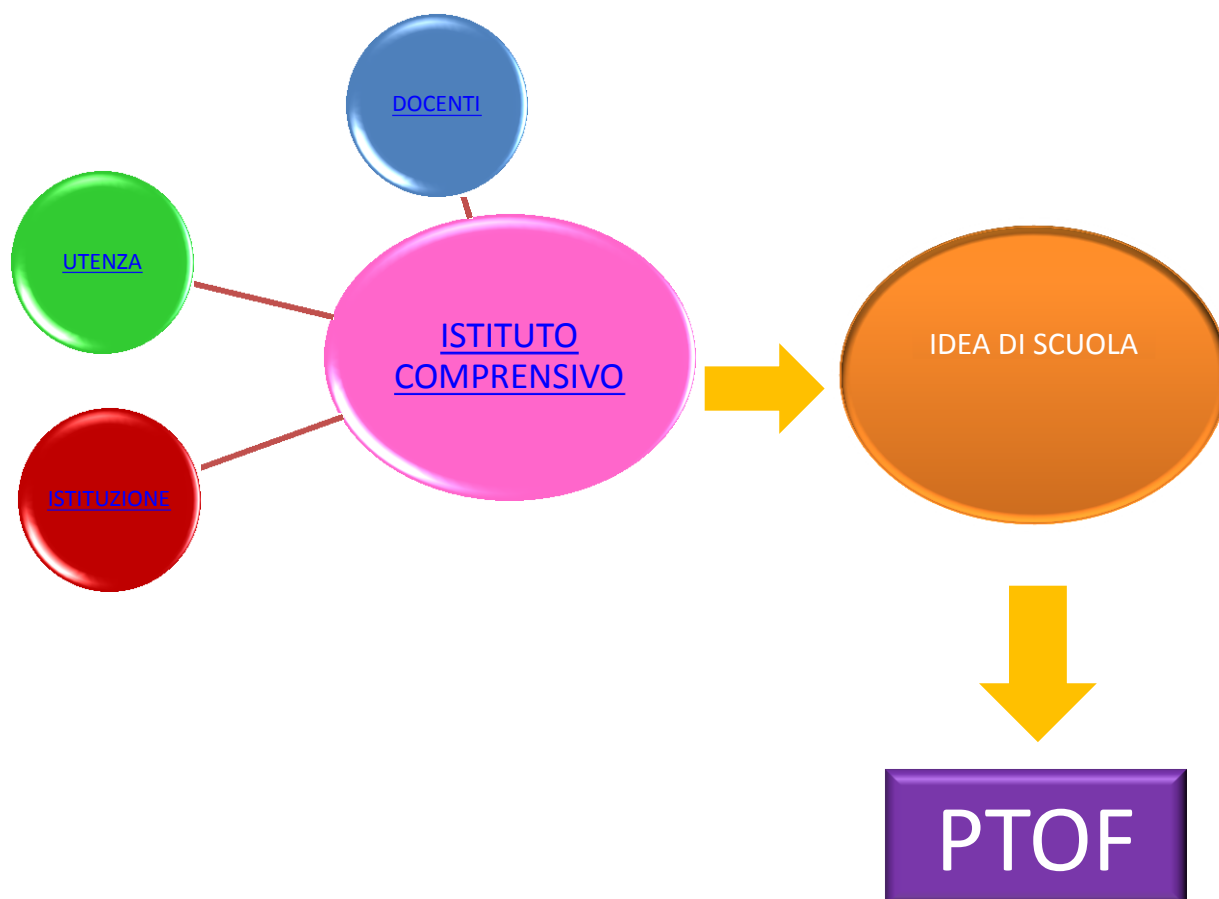 DOCENTI
UTENZA
ISTITUTO
COMPRENSIVO
IDEA DI SCUOLA
ISTITUZIONE
PTOF